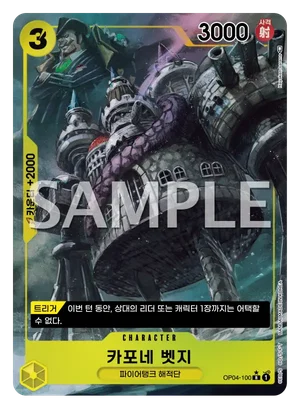 3
3000
사격
射
카운터 +2000
SAMPLE
트리거 이번 턴 동안, 상대의 리더 또는 캐릭터 1장까지는 어택할
수 없다.
CHARACTER
카포네 벳지
파이어탱크 해적단
OP04-100
1